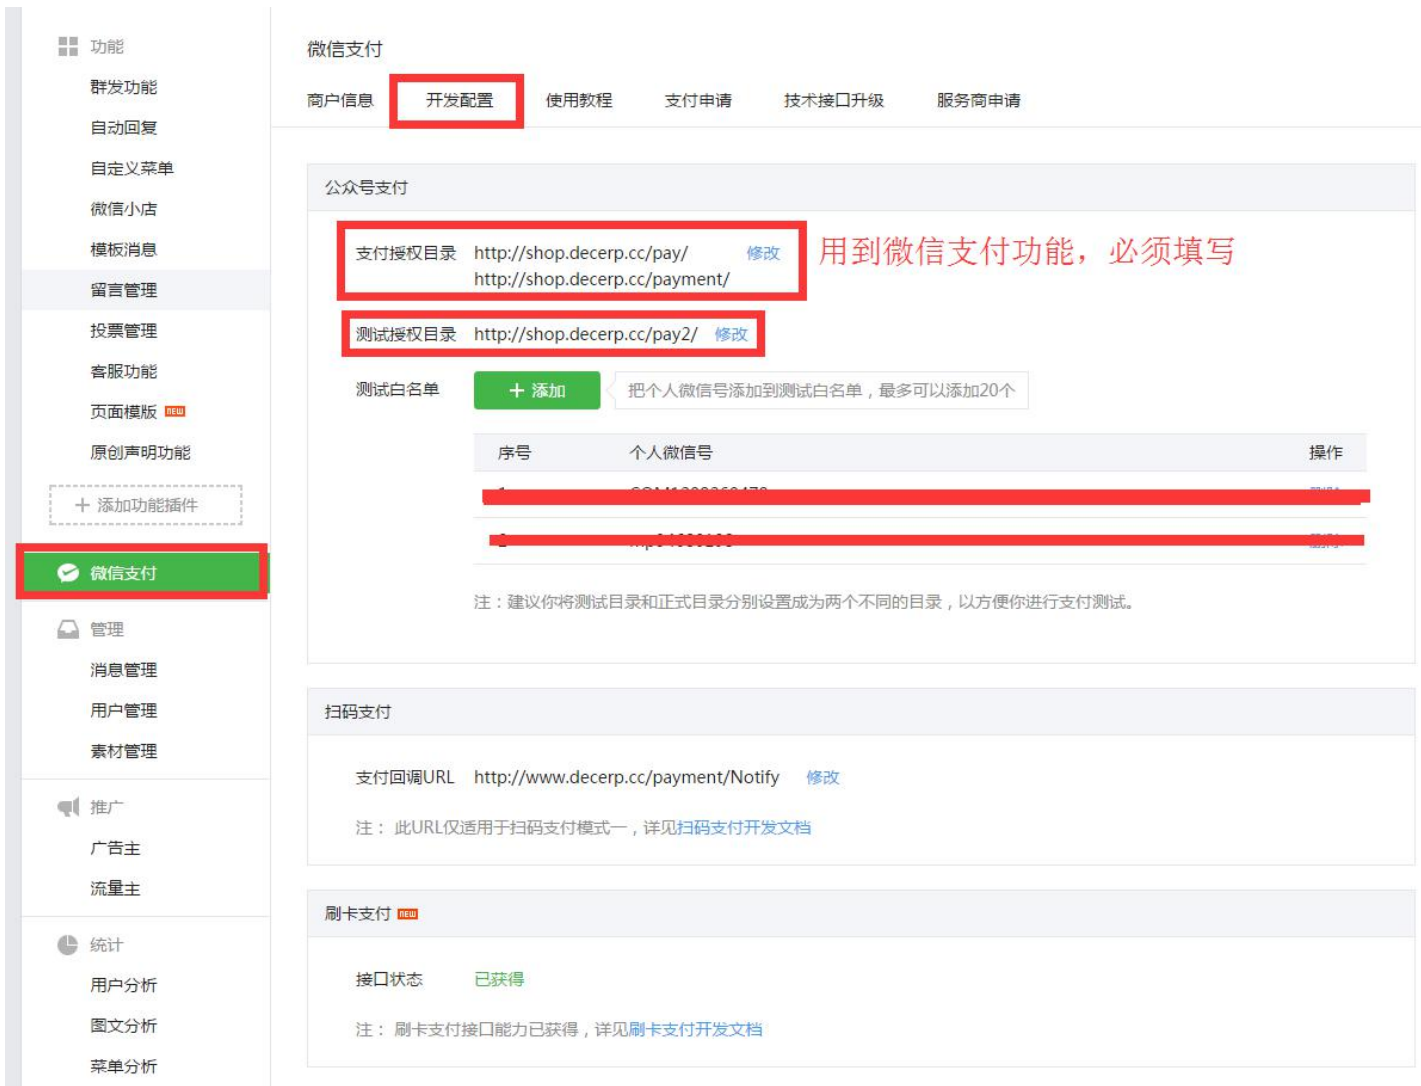 功能
群发功能
自动回复
自定义菜单
微信小店
模板消息
留言管理
投票管理
客服功能
页面模版 NEW
原创声明功能
添加功能插件
微信支付
管理
消息管理
用户管理
素材管理
推广
广告主
流量主
统计
用户分析
图文分析
菜单分析
微信支付
商户信息 开发配置 使用教程 支付申请 技术接口升级 服务商申请
公众号支付
支付授权目录 http://shop.decerp.cc/pay/ 修改
http://shop.decerp.cc/payment/
用到微信支付功能，必须填写
测试授权目录 http://shop.decerp.cc/pay2/ 修改
测试白名单 添加 把个人微信号添加到测试白名单，最多可以添加20个
序号 个人微信号 操作
注：建议你将测试目录和正式目录分别设置成为两个不同的目录，以方便你进行支付测试。
扫码支付
支付回调URL http://www.decerp.cc/payment/Notify 修改
注： 此URL仅适用于扫码支付模式一，详见扫码支付开发文档
刷卡支付 NEW
接口状态 已获得
注： 刷卡支付接口能力已获得，详见刷卡支付开发文档